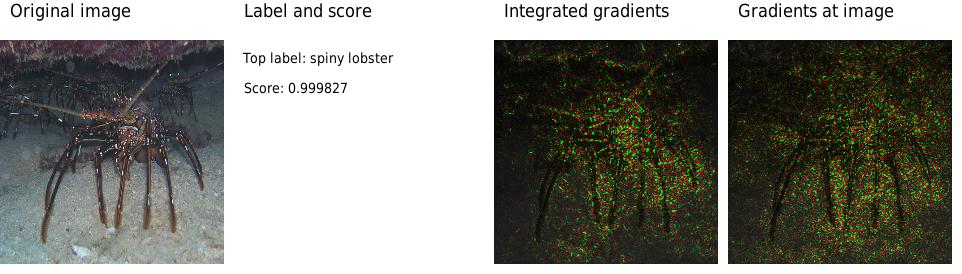 Original image
Label and score
Integrated gradients
Gradients at image
Top label: spiny lobster
Score: 0.999827